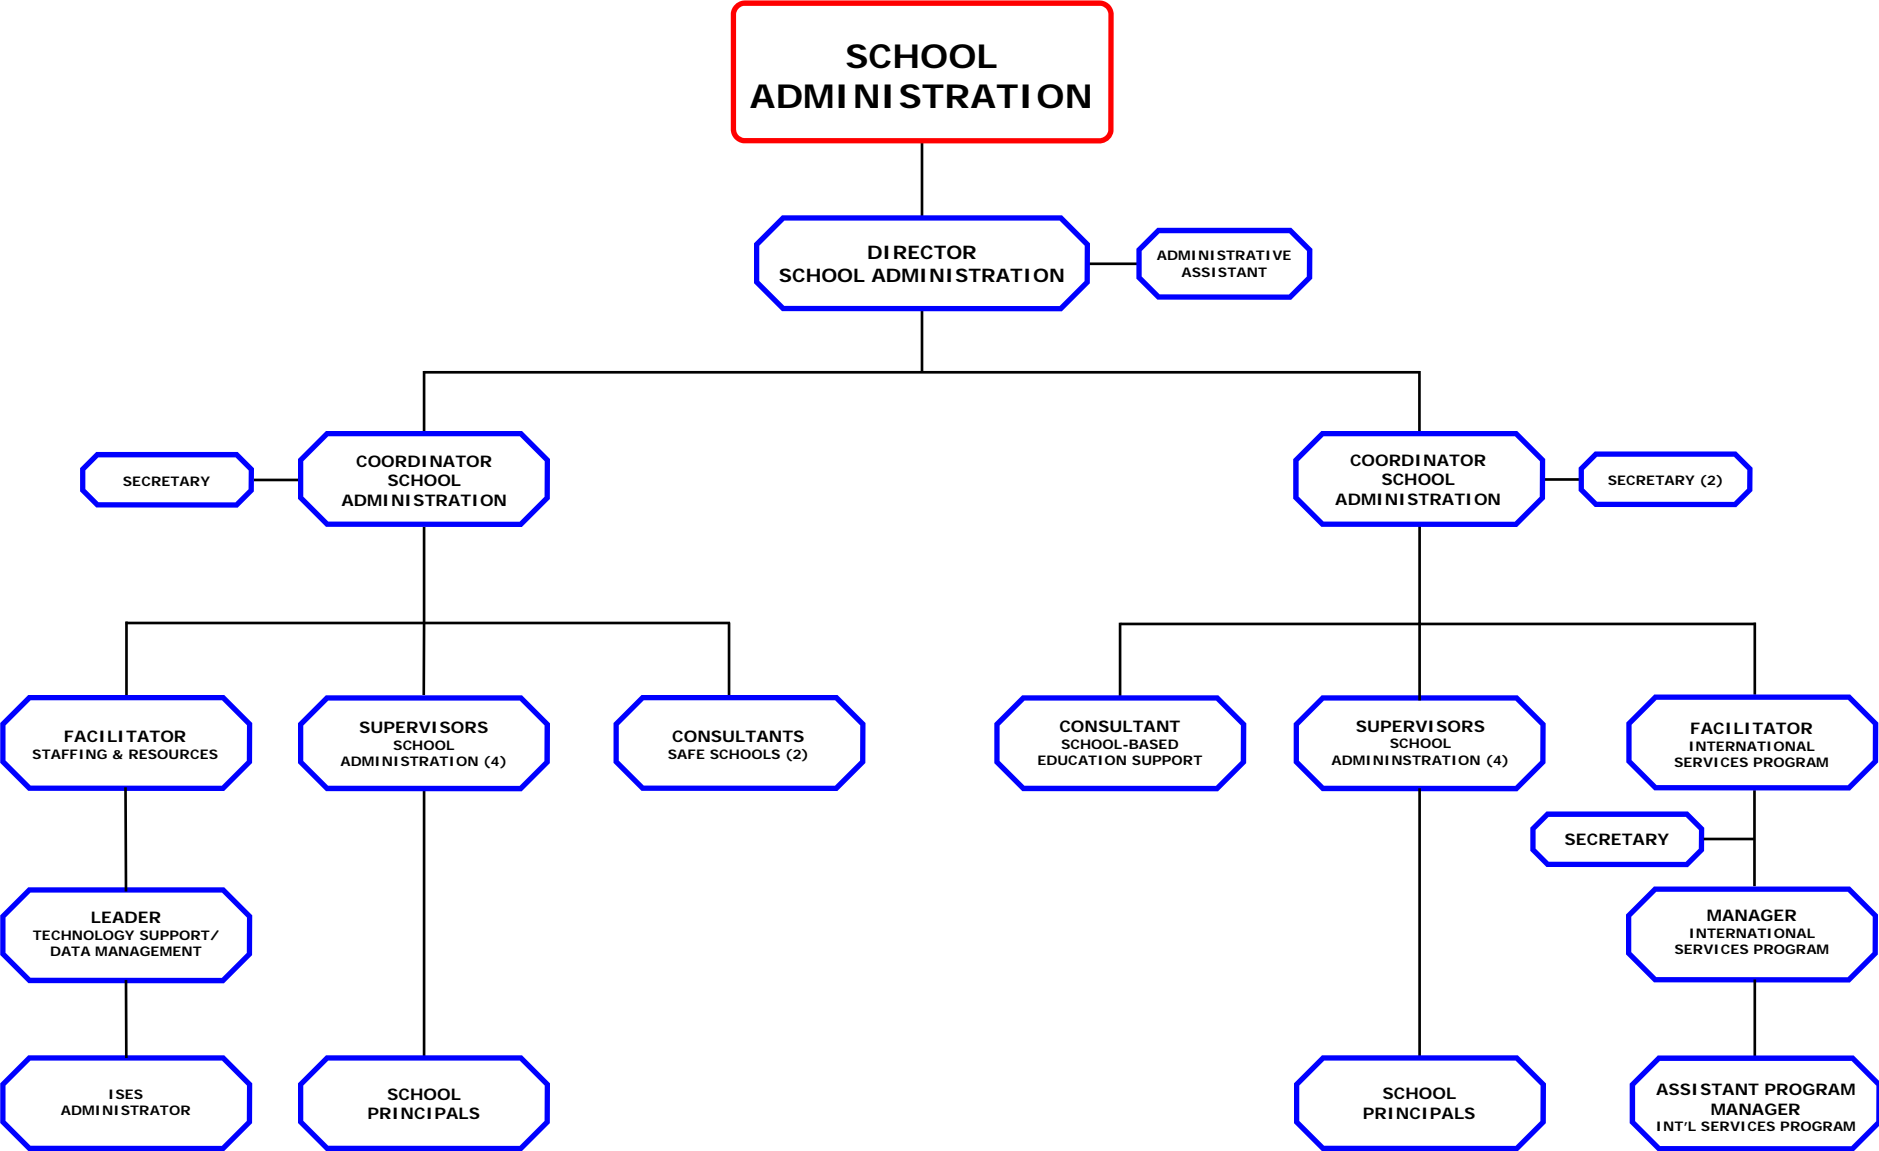 SCHOOL
ADMINISTRATION
DIRECTOR
SCHOOL ADMINISTRATION
ADMINISTRATIVE
ASSISTANT
SECRETARY
COORDINATOR
SCHOOL
ADMINISTRATION
COORDINATOR
SCHOOL
ADMINISTRATION
SECRETARY (2)
FACILITATOR
STAFFING & RESOURCES
SUPERVISORS
SCHOOL
ADMINISTRATION (4)
CONSULTANTS
SAFE SCHOOLS (2)
CONSULTANT
SCHOOL-BASED
EDUCATION SUPPORT
SUPERVISORS
SCHOOL
ADMININSTRATION (4)
FACILITATOR
INTERNATIONAL
SERVICES PROGRAM
SECRETARY
LEADER
TECHNOLOGY SUPPORT/
DATA MANAGEMENT
MANAGER
INTERNATIONAL
SERVICES PROGRAM
ISES
ADMINISTRATOR
SCHOOL
PRINCIPALS
SCHOOL
PRINCIPALS
ASSISTANT PROGRAM
MANAGER
INT'L SERVICES PROGRAM